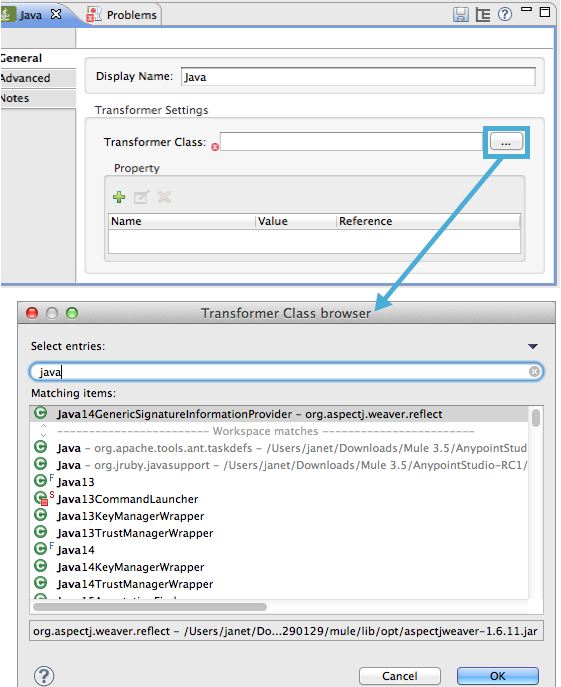 Java Problems
General
Advanced
Notes
Display Name: Java
Transformer Settings
Transformer Class: ...
Property
Name Value Reference
Transformer Class browser
Select entries:
java
Matching items:
Java14GenericSignatureInformationProvider - org.aspectj.weaver.reflect
Workspace matches
Java - org.apache.tools.ant.taskdefs - /Users/janet/Downloads/Mule 3.5/AnypointStud
Java - org.jruby.javasupport - /Users/janet/Downloads/Mule 3.5/AnypointStudio-RC1/
Java13
Java13CommandLauncher
Java13KeyManagerWrapper
Java13TrustManagerWrapper
Java14
Java14KeyManagerWrapper
Java14TrustManagerWrapper
org.aspectj.weaver.reflect - /Users/janet/Do...290129/mule/lib/opt/aspectjweaver-1.6.11.jar
Cancel OK